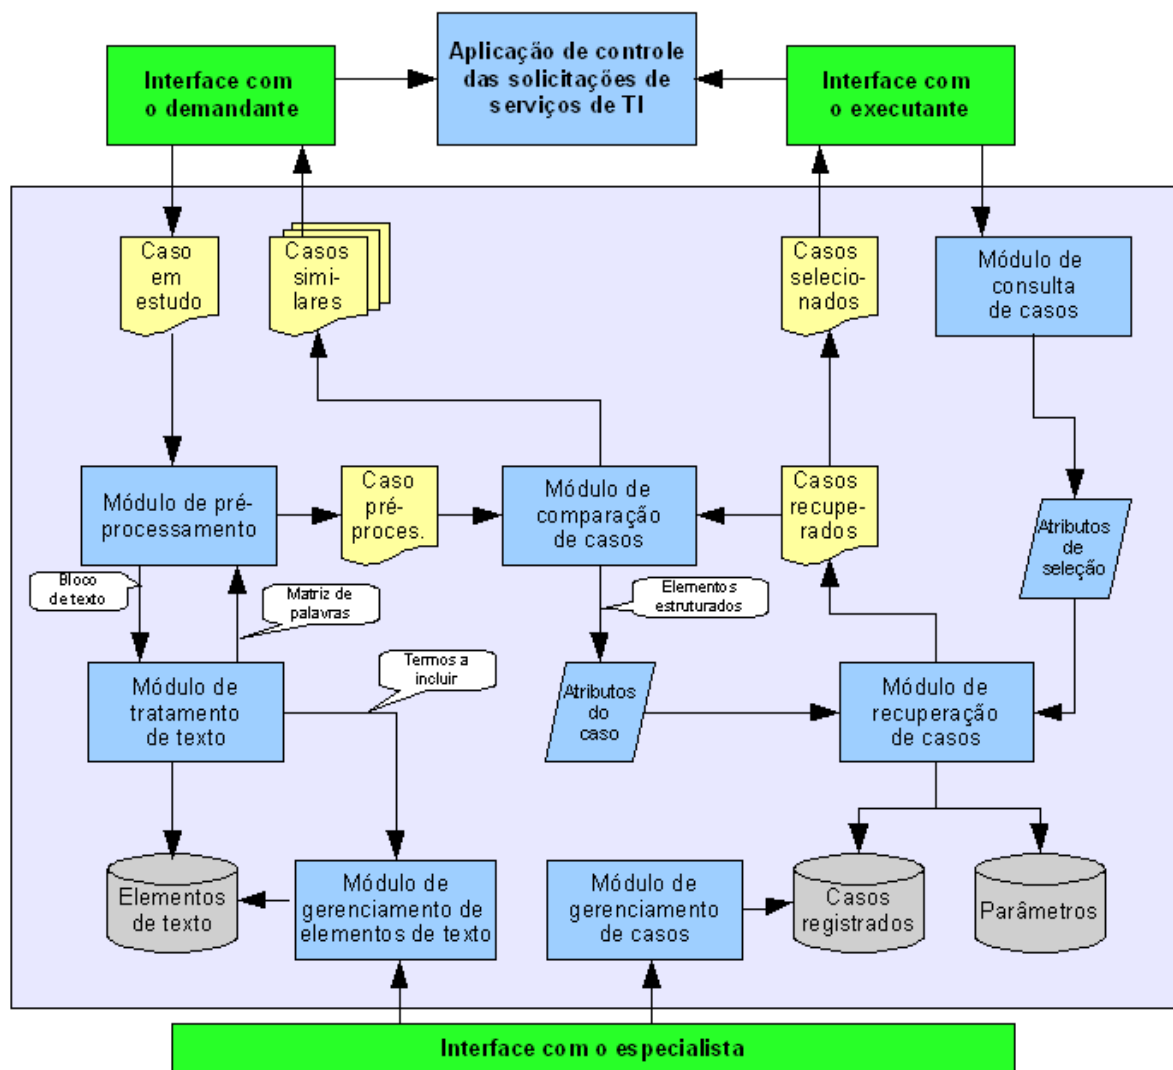 Interface com
o demandante
Aplicação de controle
das solicitações de
serviços de TI
Interface com
o executante
Caso
em
estudo
Casos
simi-
lares
Casos
selecio-
nados
Módulo de
consulta
de casos
Módulo de pré-
processamento
Caso
pré-
proces.
Módulo de
comparação
de casos
Casos
recupe-
rados
Atributos
de
seleção
Bloco
de texto
Matriz de
palavras
Elementos
estruturados
Termos a
incluir
Módulo de
tratamento
de texto
Atributos
do
caso
Módulo de
recuperação
de casos
Elementos
de texto
Módulo de
gerenciamento de
elementos de texto
Módulo de
gerenciamento
de casos
Casos
registrados
Parâmetros
Interface com o especialista